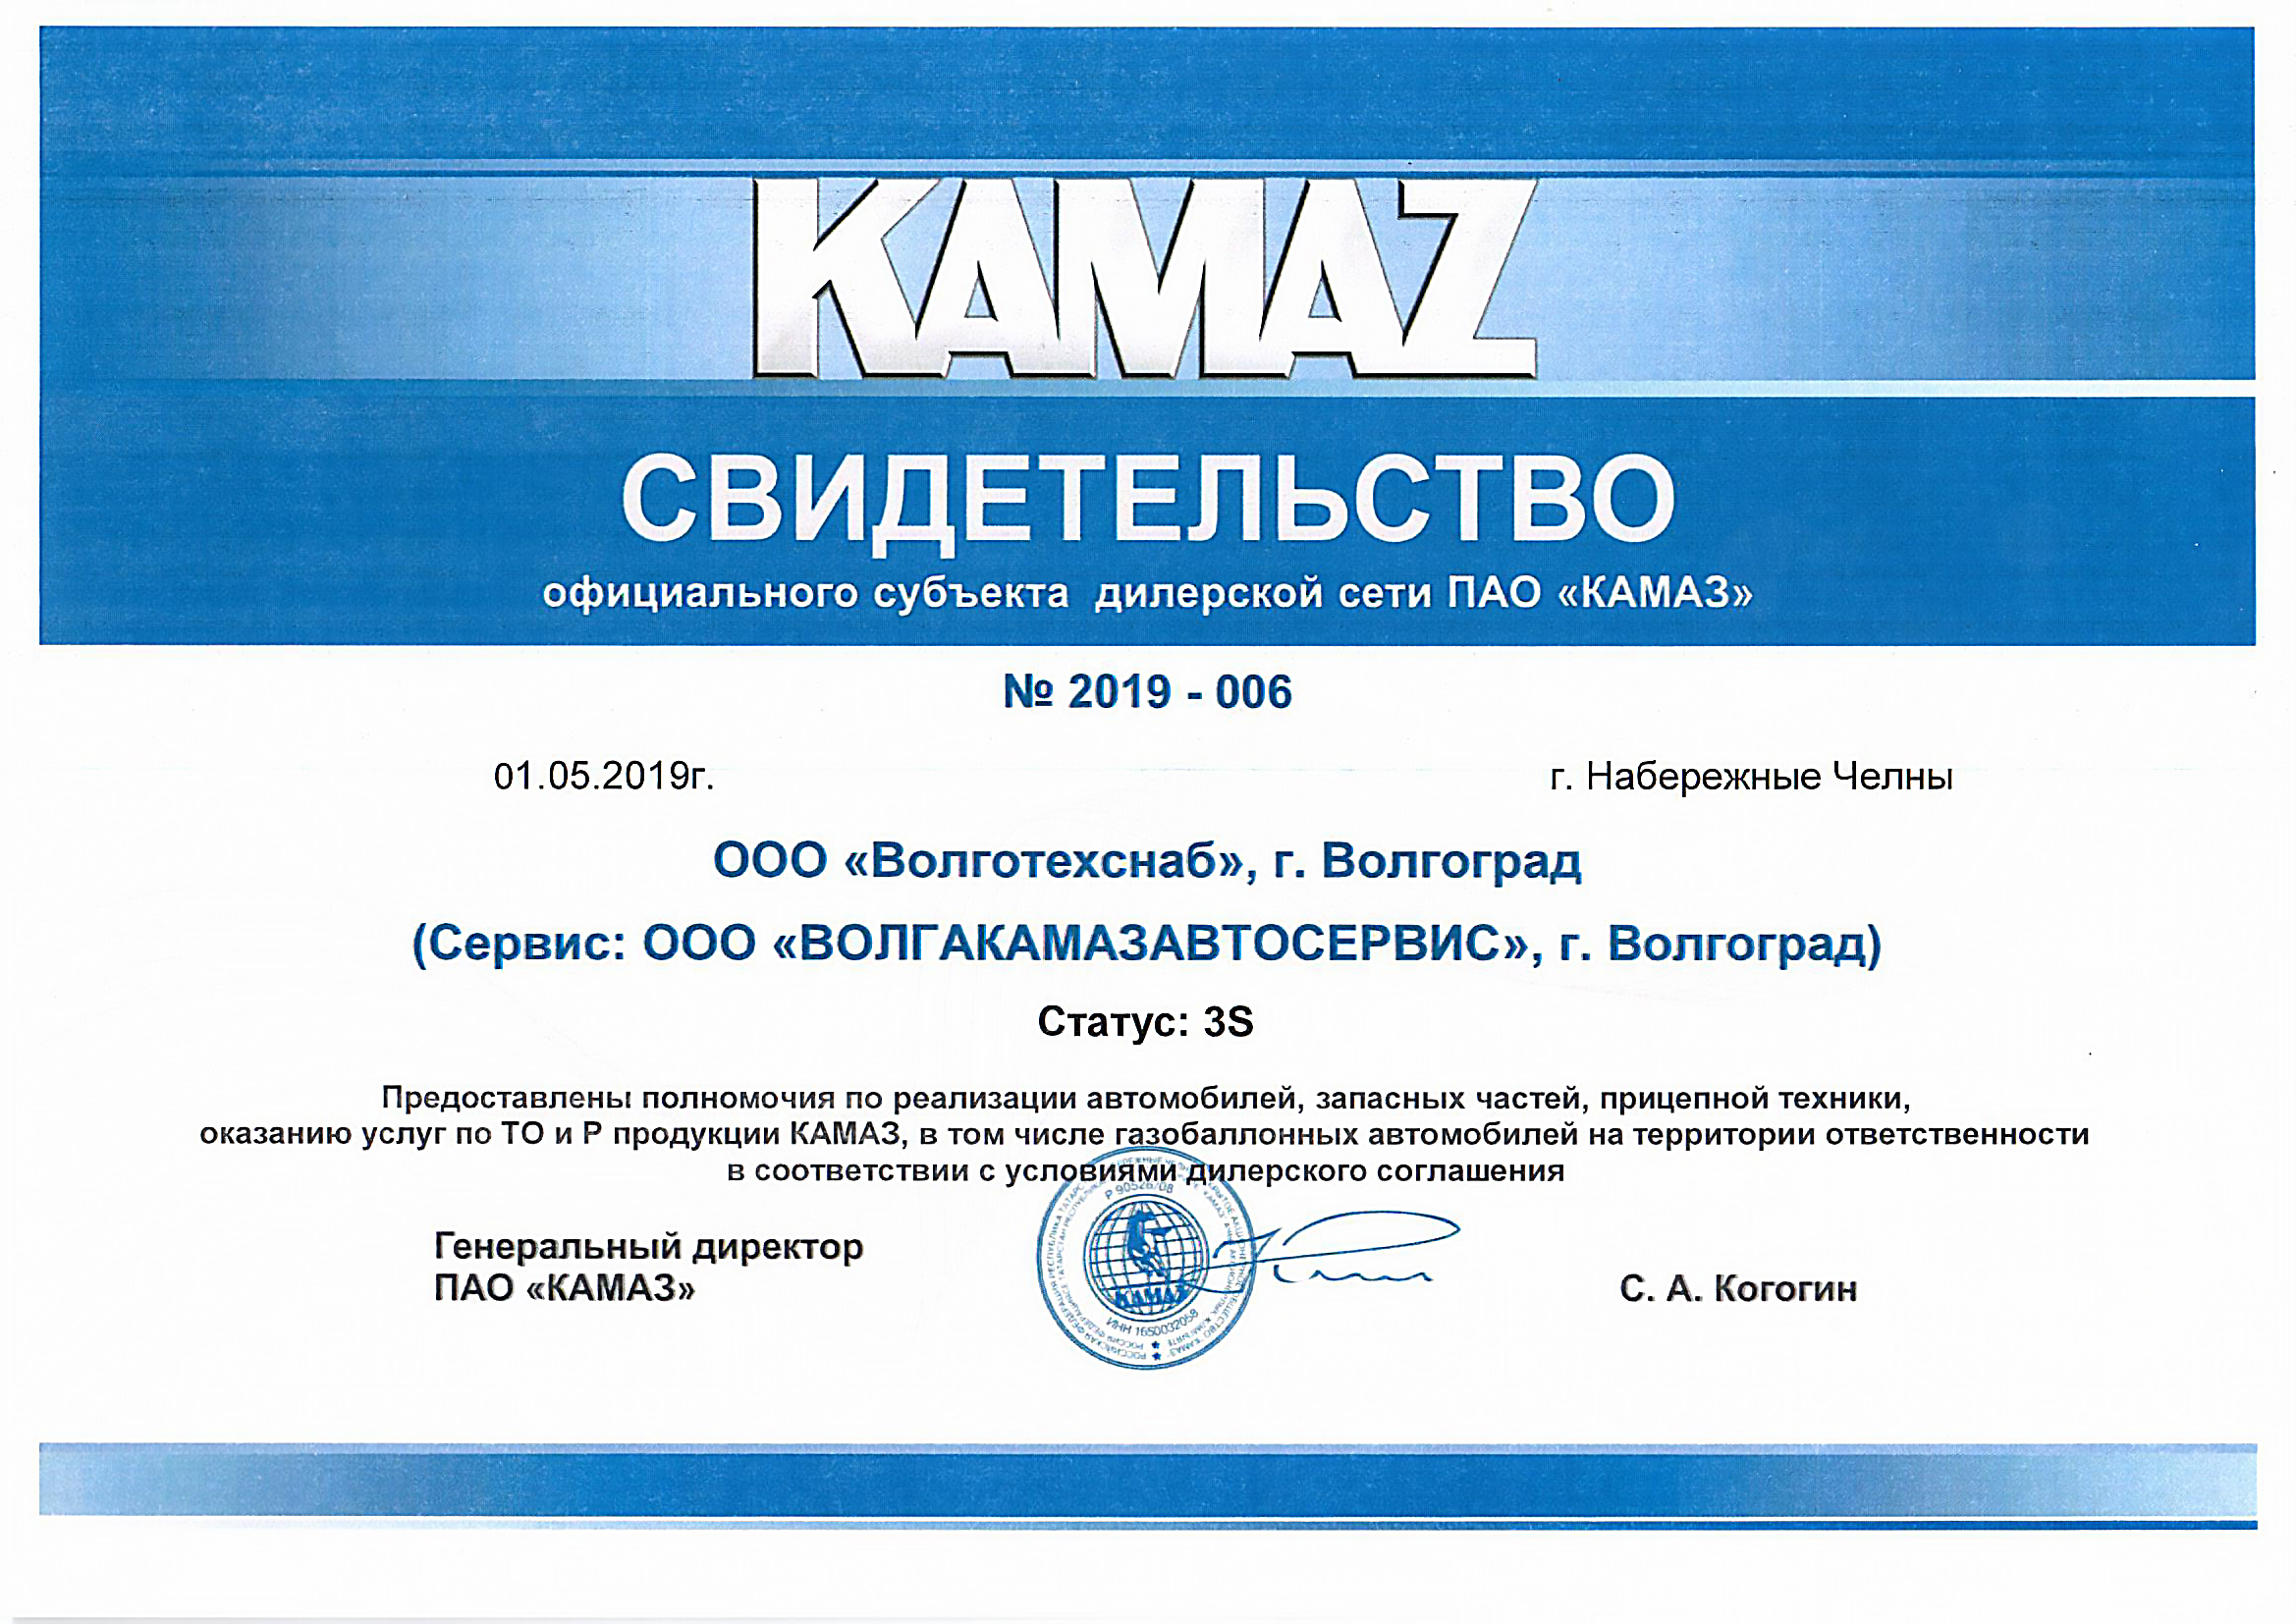 KAMAZ
СВИДЕТЕЛЬСТВО
официального субъекта дилерской сети ПАО «КАМАЗ»
№ 2019 - 006
01.05.2019г. г. Набережные Челны
ООО «Волготехснаб», г. Волгоград
(Сервис: ООО «ВОЛГАКАМАЗАВТОСЕРВИС», г. Волгоград)
Статус: 3S
Предоставлены полномочия по реализации автомобилей, запасных частей, прицепной техники,
оказанию услуг по ТО и Р продукции КАМАЗ, в том числе газобаллонных автомобилей на территории ответственности
в соответствии с условиями дилерского соглашения
Р 90526/08
КАМАЗ
ИНН 1650032058
Генеральный директор
ПАО «КАМАЗ»
С. А. Когогин